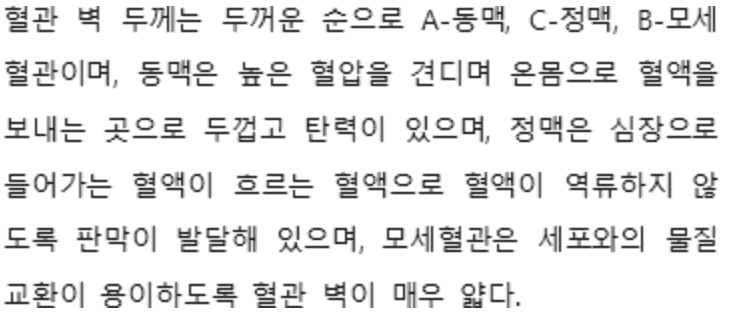 혈관 벽 두께는 두꺼운 순으로 A-동맥, C-정맥, B-모세
혈관이며, 동맥은 높은 혈압을 견디며 온몸으로 혈액을
보내는 곳으로 두껍고 탄력이 있으며, 정맥은 심장으로
들어가는 혈액이 흐르는 혈액으로 혈액이 역류하지 않
도록 판막이 발달해 있으며, 모세혈관은 세포와의 물질
교환이 용이하도록 혈관 벽이 매우 얇다.